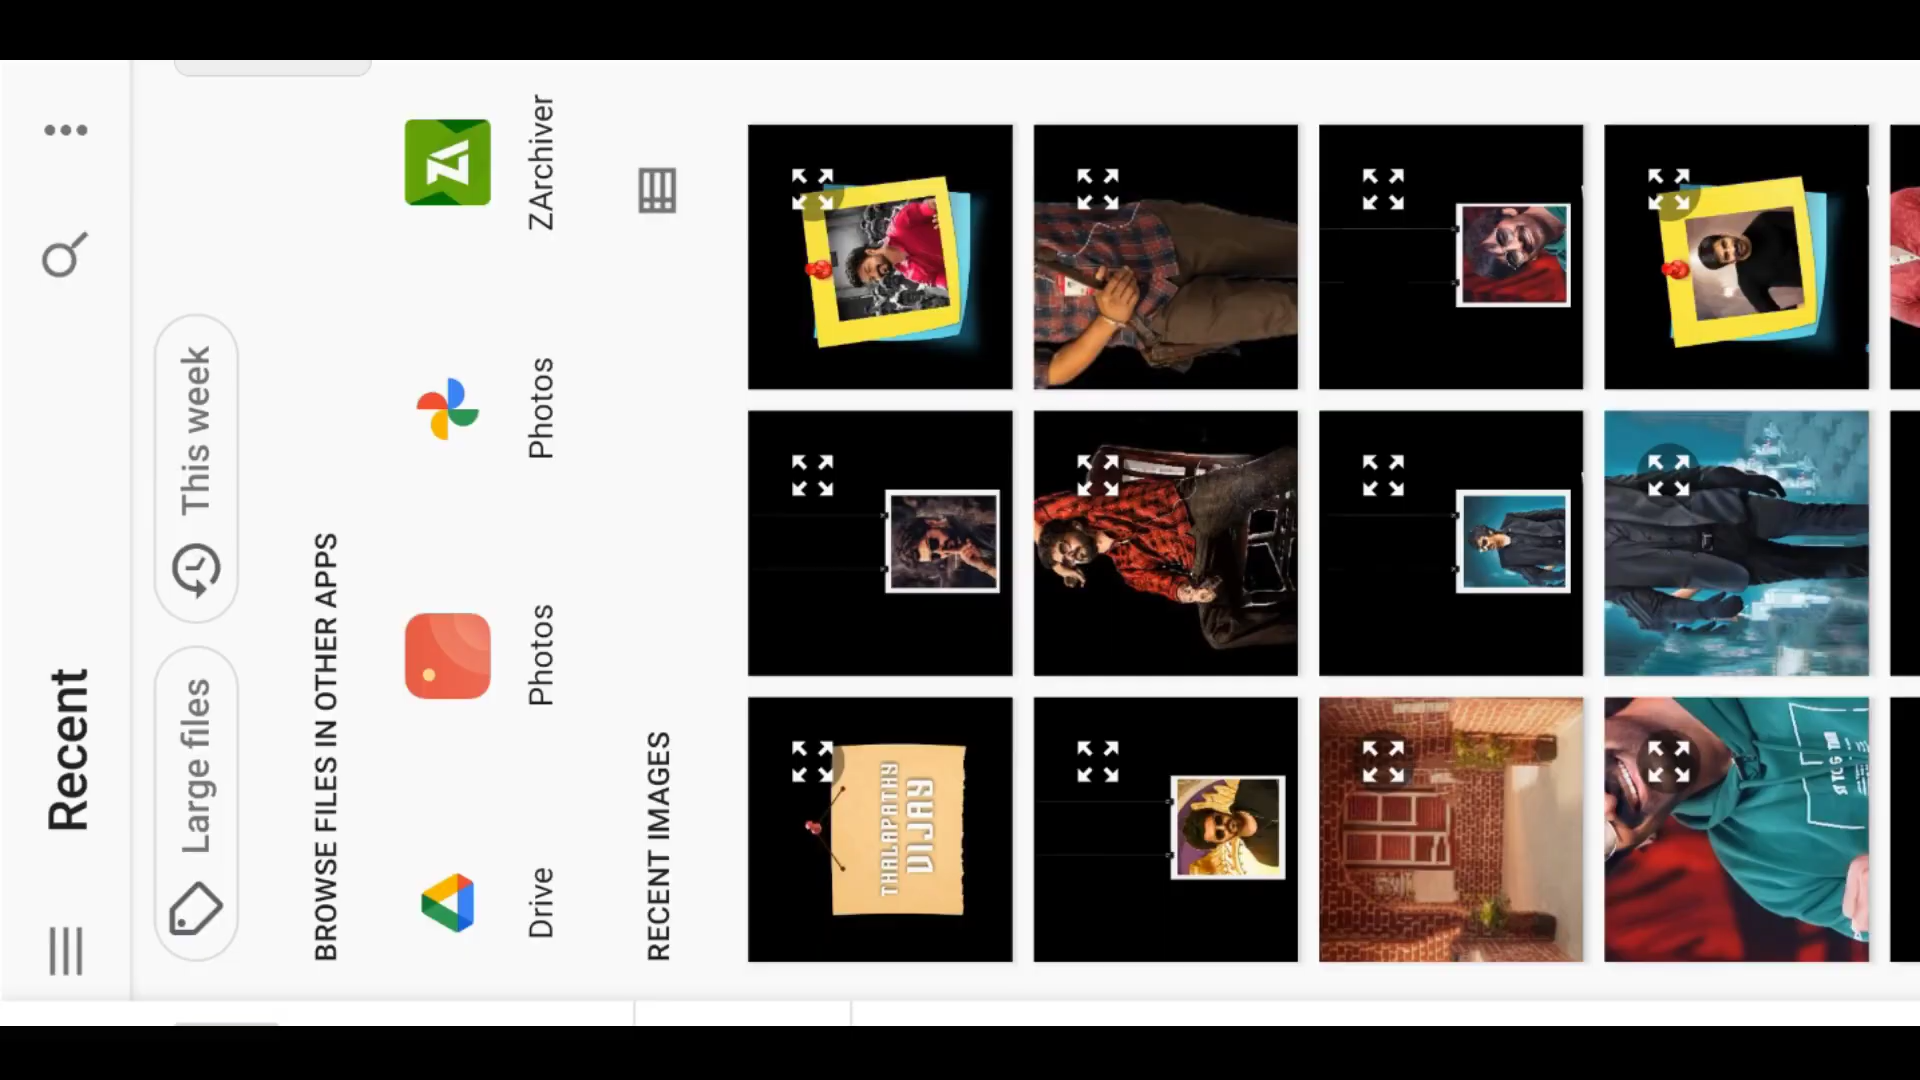 Recent
Large files
This week
BROWSE FILES IN OTHER APPS
Drive
Photos
Photos
ZArchiver
RECENT IMAGES
THALAPATHY
VIJAY